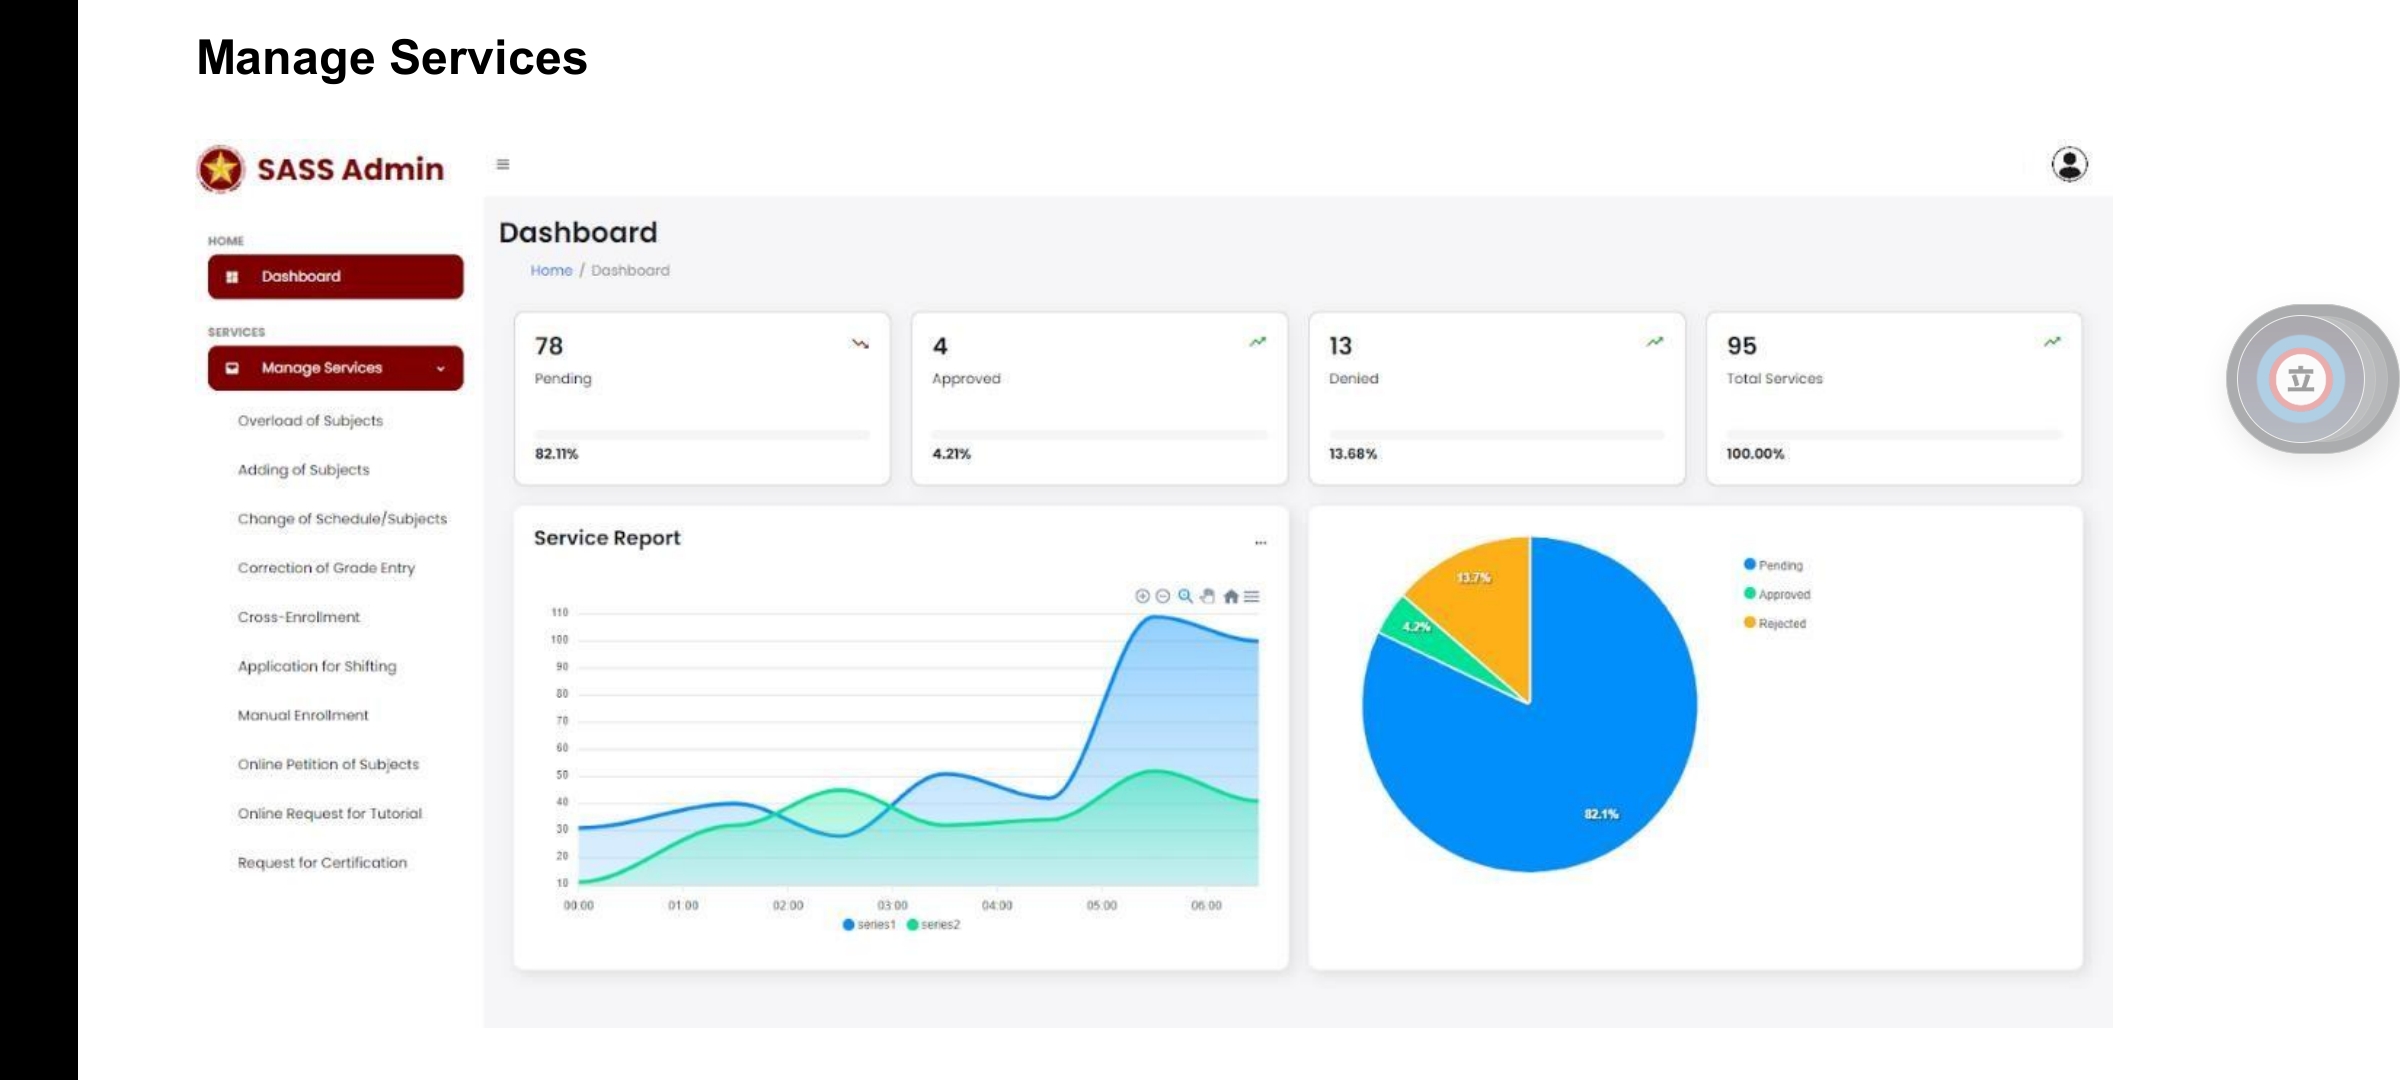 Manage Services
SASS Admin
HOME
Dashboard
SERVICES
Manage Services
Overload of Subjects
Adding of Subjects
Change of Schedule/Subjects
Correction of Grade Entry
Cross-Enrollment
Application for Shifting
Manual Enrollment
Online Petition of Subjects
Online Request for Tutorial
Request for Certification
Dashboard
Home / Dashboard
78
Pending
82.11%
4
Approved
4.21%
13
Denied
13.68%
95
Total Services
100.00%
Service Report
...
110
100
90
80
70
60
50
40
30
20
10
00:00 01:00 02:00 03:00 04:00 05:00 06:00
series1 series2
13.7%
4.2%
82.1%
Pending
Approved
Rejected
立